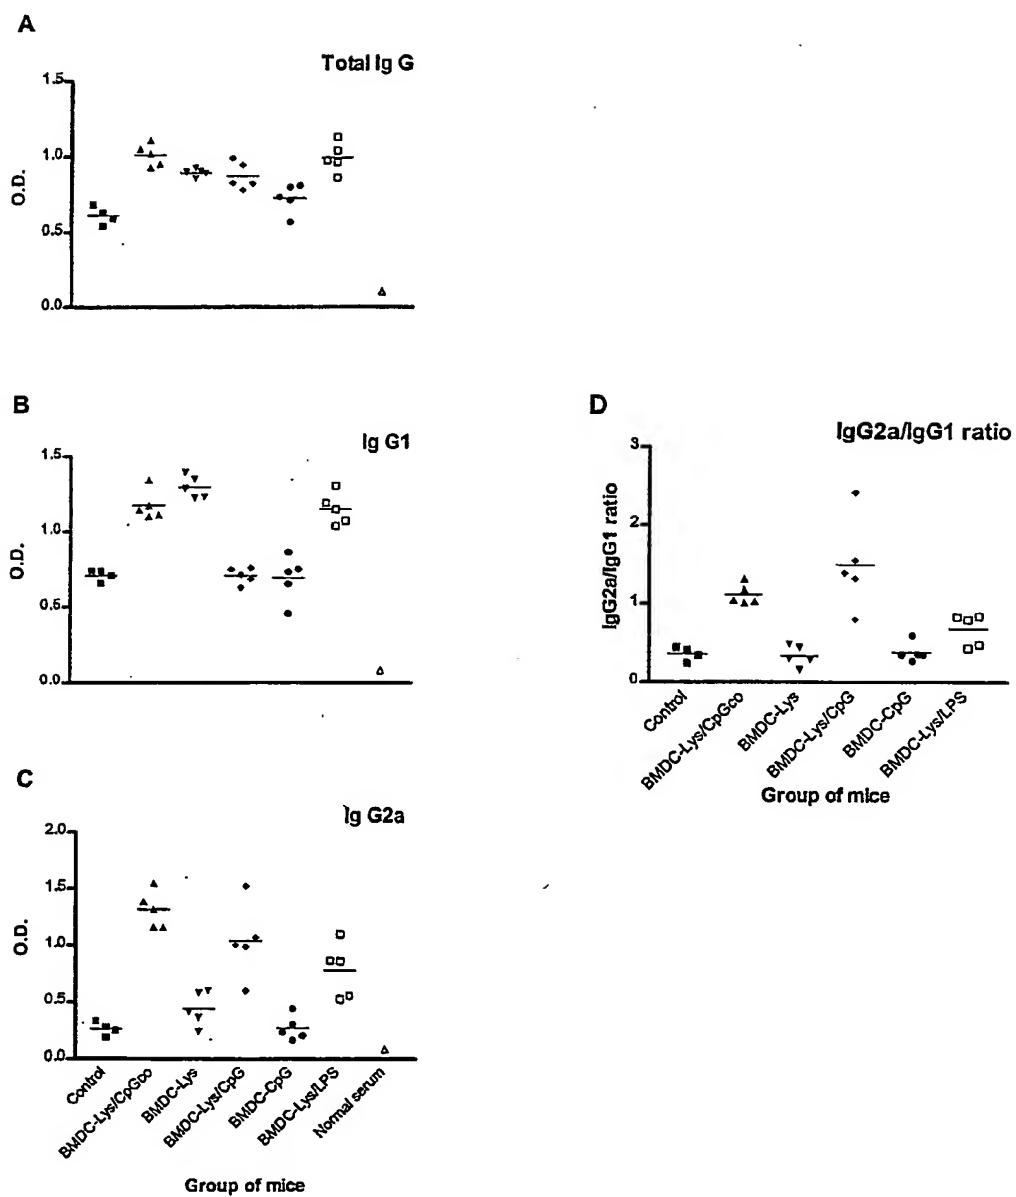 A
Total Ig G
1.5
1.0
0.5
0.0
O.D.
B
Ig G1
1.5
1.0
0.5
0.0
O.D.
C
Ig G2a
2.0
1.5
1.0
0.5
0.0
O.D.
Control
BMDC-Lys/CpGco
BMDC-Lys
BMDC-Lys/CpG
BMDC-CpG
BMDC-Lys/LPS
Normal serum
Group of mice
D
IgG2a/IgG1 ratio
3
2
1
0
IgG2a/IgG1 ratio
Control
BMDC-Lys/CpGco
BMDC-Lys
BMDC-Lys/CpG
BMDC-CpG
BMDC-Lys/LPS
Group of mice